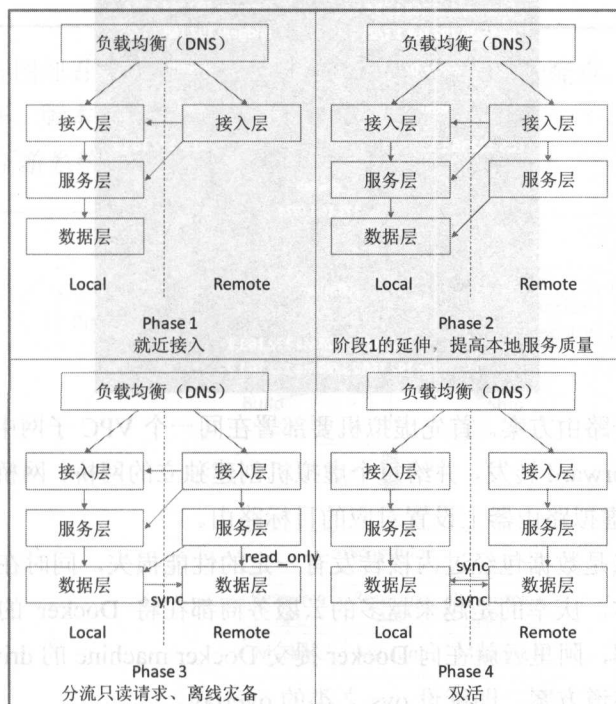 负载均衡（DNS）
接入层 接入层
服务层
数据层
Local Remote
Phase 1
就近接入
负载均衡（DNS）
接入层 接入层
服务层 服务层
数据层
Local Remote
Phase 2
阶段1的延伸，提高本地服务质量
负载均衡（DNS）
接入层 接入层
服务层 服务层
read_only
数据层 数据层
sync
Local Remote
Phase 3
分流只读请求、离线灾备
负载均衡（DNS）
接入层 接入层
服务层 服务层
数据层 sync 数据层
sync
Local Remote
Phase 4
双活